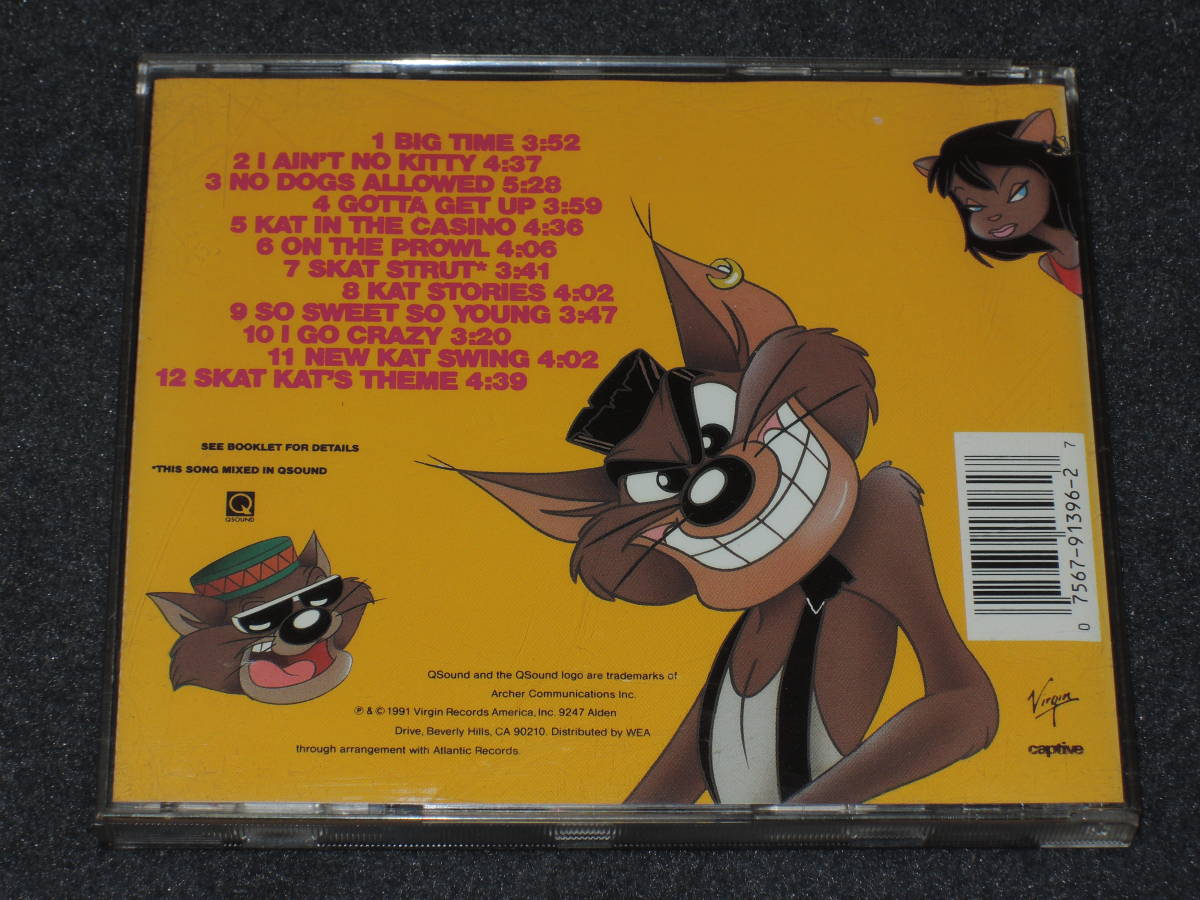 1 BIG TIME 3:52
2 I AIN'T NO KITTY 4:37
3 NO DOGS ALLOWED 5:28
4 GOTTA GET UP 3:59
5 KAT IN THE CASINO 4:36
6 ON THE PROWL 4:06
7 SKAT STRUT* 3:41
8 KAT STORIES 4:02
9 SO SWEET SO YOUNG 3:47
10 I GO CRAZY 3:20
11 NEW KAT SWING 4:02
12 SKAT KAT'S THEME 4:39
SEE BOOKLET FOR DETAILS
*THIS SONG MIXED IN QSOUND
Q
QSOUND
QSound and the QSound logo are trademarks of
Archer Communications Inc.
℗ & © 1991 Virgin Records America, Inc. 9247 Alden
Drive, Beverly Hills, CA 90210. Distributed by WEA
through arrangement with Atlantic Records.
0 7567-91396-2 7
Virgin
captive